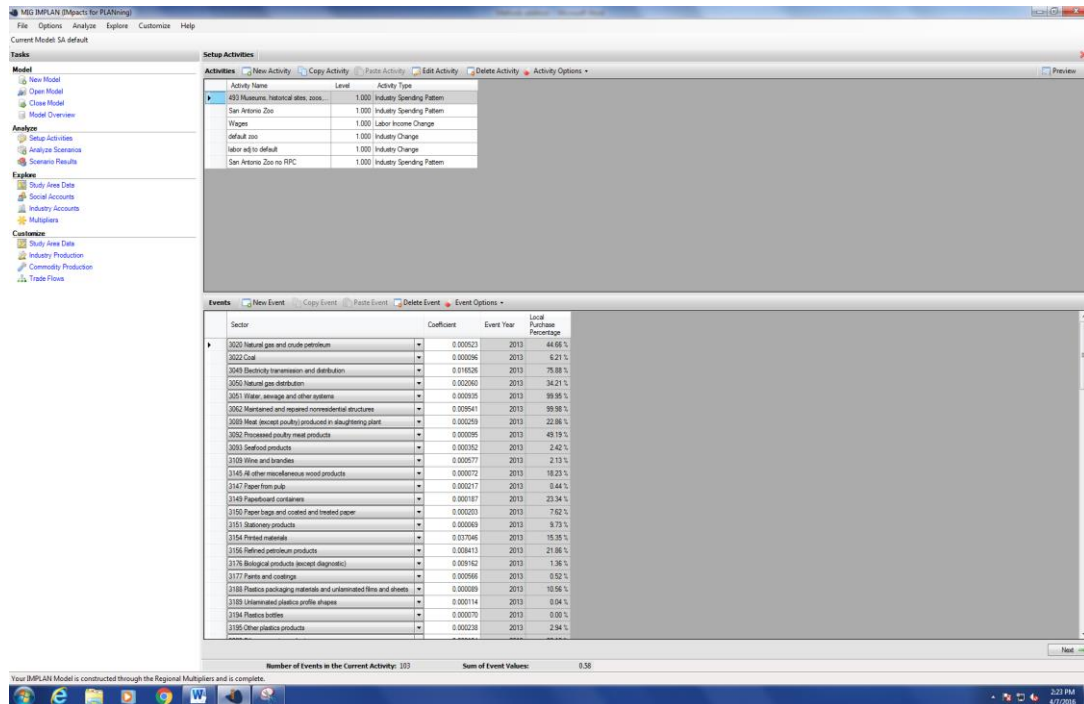 MIG IMPLAN (IMpacts for PLANning)
File Options Analyze Explore Customize Help
Current Model: SA default
Tasks
Model
New Model
Open Model
Close Model
Model Overview
Analyze
Setup Activities
Analyze Scenarios
Scenario Results
Explore
Study Area Data
Social Accounts
Industry Accounts
Multipliers
Customize
Study Area Data
Industry Production
Commodity Production
Trade Flows
Setup Activities
Activities New Activity Copy Activity Paste Activity Edit Activity Delete Activity Activity Options Preview
Activity Name Level Activity Type
493 Museums, historical sites, zoos,... 1.000 Industry Spending Pattern
San Antonio Zoo 1.000 Industry Spending Pattern
Wages 1.000 Labor Income Change
default zoo 1.000 Industry Change
labor adj to default 1.000 Industry Change
San Antonio Zoo no RPC 1.000 Industry Spending Pattern
Events New Event Copy Event Paste Event Delete Event Event Options
Sector Coefficient Event Year Local Purchase Percentage
3020 Natural gas and crude petroleum 0.000523 2013 44.66 %
3022 Coal 0.000096 2013 6.21 %
3049 Electricity transmission and distribution 0.016526 2013 75.88 %
3050 Natural gas distribution 0.002060 2013 34.21 %
3051 Water, sewage and other systems 0.000935 2013 99.95 %
3062 Maintained and repaired nonresidential structures 0.009541 2013 99.98 %
3089 Meat (except poultry) produced in slaughtering plant 0.000259 2013 22.86 %
3092 Processed poultry meat products 0.000095 2013 49.19 %
3093 Seafood products 0.000352 2013 2.42 %
3109 Wine and brandies 0.000577 2013 2.13 %
3145 All other miscellaneous wood products 0.000072 2013 18.23 %
3147 Paper from pulp 0.000217 2013 0.44 %
3149 Paperboard containers 0.000187 2013 23.34 %
3150 Paper bags and coated and treated paper 0.000203 2013 7.62 %
3151 Stationery products 0.000069 2013 9.73 %
3154 Printed materials 0.037046 2013 15.35 %
3156 Refined petroleum products 0.008413 2013 21.86 %
3176 Biological products (except diagnostic) 0.009162 2013 1.36 %
3177 Paints and coatings 0.000566 2013 0.52 %
3188 Plastics packaging materials and unlaminated films and sheets 0.000089 2013 10.56 %
3189 Unlaminated plastics profile shapes 0.000114 2013 0.04 %
3194 Plastics bottles 0.000070 2013 0.00 %
3195 Other plastics products 0.000238 2013 2.94 %
Next
Number of Events in the Current Activity: 103 Sum of Event Values: 0.58
Your IMPLAN Model is constructed through the Regional Multipliers and is complete.
2:23 PM
4/7/2016